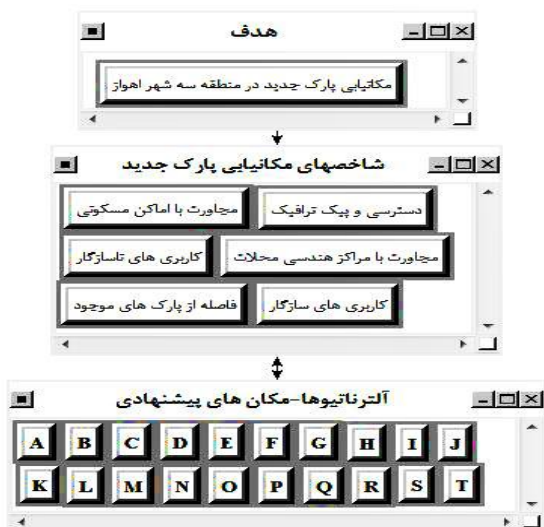 هدف
مکانیابی پارک جدید در منطقه سه شهر اهواز
شاخصهای مکانیابی پارک جدید
دسترسی و پیک ترافیک مجاورت با اماکن مسکونی
مجاورت با مراکز هندسی محلات کاربری های ناسازگار
کاربری های سازگار فاصله از پارک های موجود
آلترناتیوها-مکان های پیشنهادی
A B C D E F G H I J
K L M N O P Q R S T